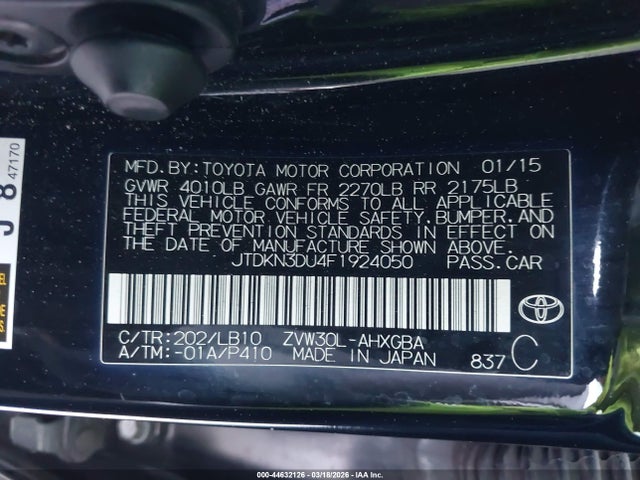 MFD.BY:TOYOTA MOTOR CORPORATION 01/15
GVWR 4010LB GAWR FR 2270LB RR 2175LB
THIS VEHICLE CONFORMS TO ALL APPLICABLE
FEDERAL MOTOR VEHICLE SAFETY,BUMPER,AND
THEFT PREVENTION STANDARDS IN EFFECT ON
THE DATE OF MANUFACTURE SHOWN ABOVE.
JTDKN3DU4F1924050 PASS.CAR
C/TR:202/LB10 ZVW30L-AHXGBA
A/TM:-01A/P410 MADE IN JAPAN 837 C
J 8
47170
000-44632126 | 03/18/2026 – IAA Inc.